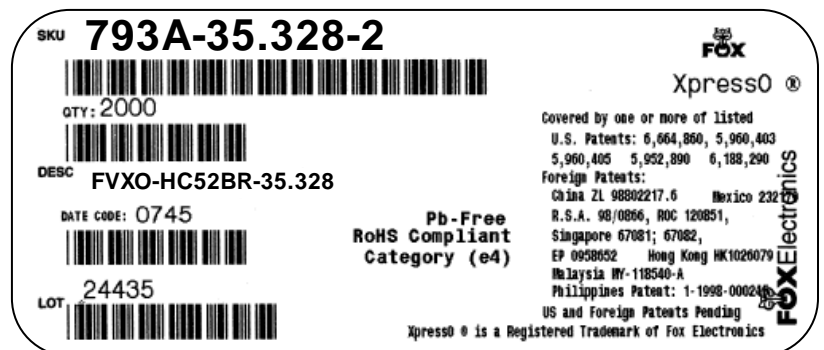 SKU 793A-35.328-2
FOX
XpressO ®
QTY: 2000
DESC FVXO-HC52BR-35.328
DATE CODE: 0745
LOT 24435
Pb-Free
RoHS Compliant
Category (e4)
Covered by one or more of listed
U.S. Patents: 6,664,860, 5,960,403
5,960,405 5,952,890 6,188,290
Foreign Patents:
China ZL 98802217.6 Mexico
R.S.A. 98/0866, ROC 120851,
Singapore 67081; 67082,
EP 0958652 Hong Kong HK1026079
Malaysia MY-118540-A
Philippines Patent:
US and Foreign Patents Pending
XpressO ® is a Registered Trademark of Fox Electronics
FOXElectronics